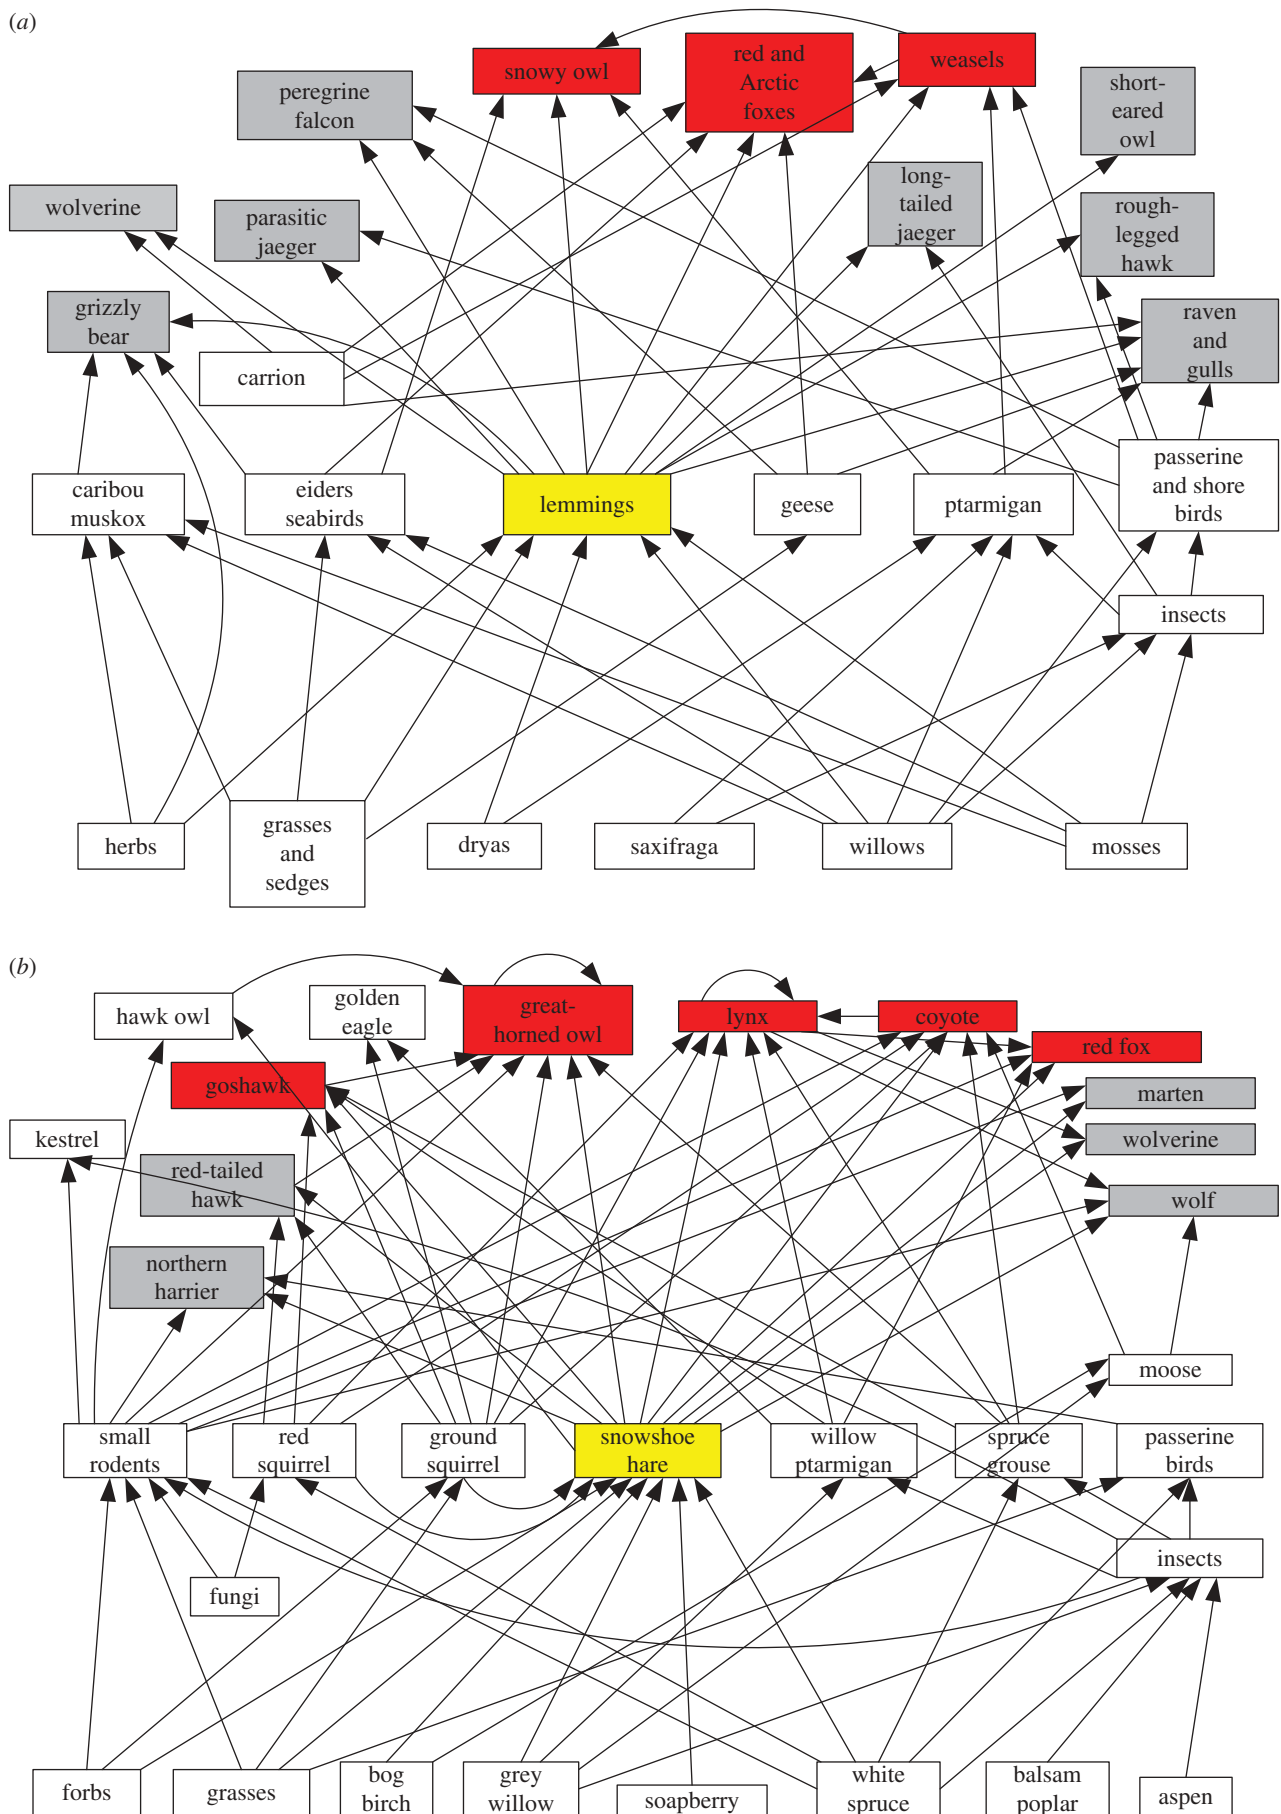 (a)
snowy owl
red and
Arctic
foxes
weasels
peregrine
falcon
short-
eared
owl
wolverine
parasitic
jaeger
long-
tailed
jaeger
rough-
legged
hawk
grizzly
bear
carrion
raven
and
gulls
caribou
muskox
eiders
seabirds
lemmings
geese
ptarmigan
passerine
and shore
birds
insects
herbs
grasses
and
sedges
dryas
saxifraga
willows
mosses
(b)
hawk owl
golden
eagle
great-
horned owl
lynx
coyote
red fox
goshawk
marten
kestrel
wolverine
red-tailed
hawk
wolf
northern
harrier
moose
small
rodents
red
squirrel
ground
squirrel
snowshoe
hare
willow
ptarmigan
spruce
grouse
passerine
birds
insects
fungi
forbs
grasses
bog
birch
grey
willow
soapberry
white
spruce
balsam
poplar
aspen